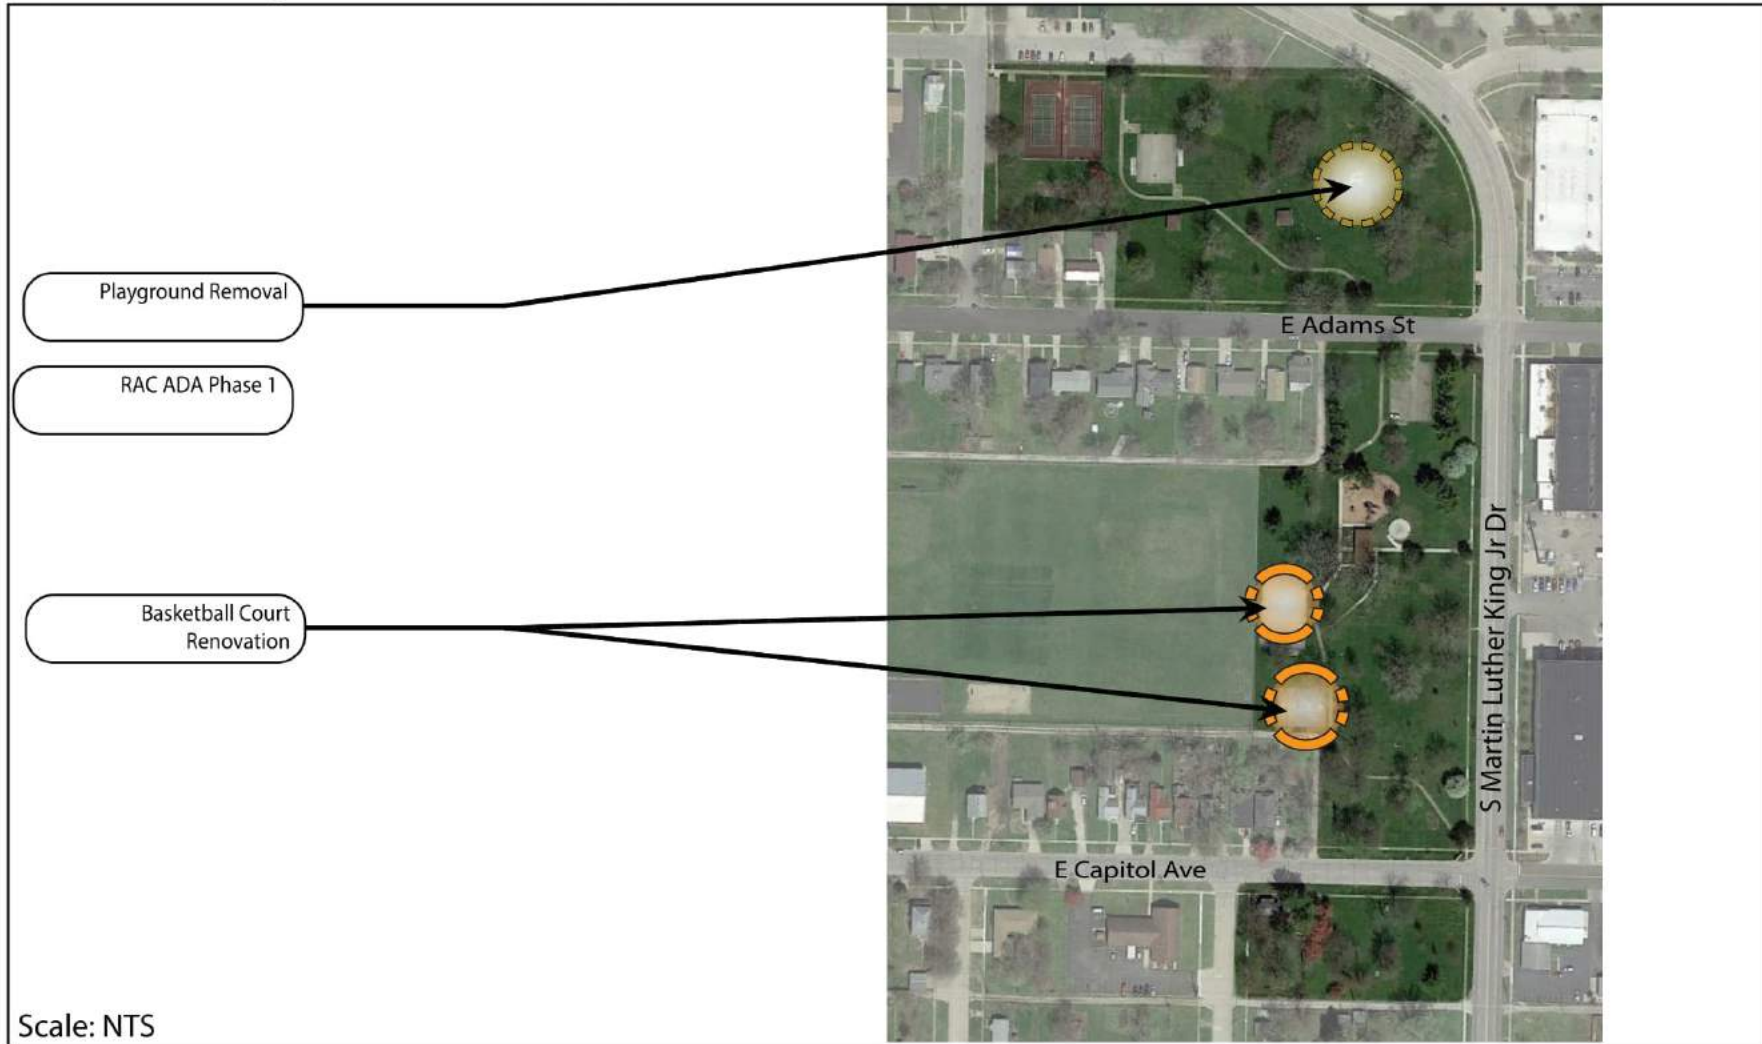 Playground Removal
RAC ADA Phase 1
Basketball Court
Renovation
E Adams St
S Martin Luther King Jr Dr
E Capitol Ave
Scale: NTS